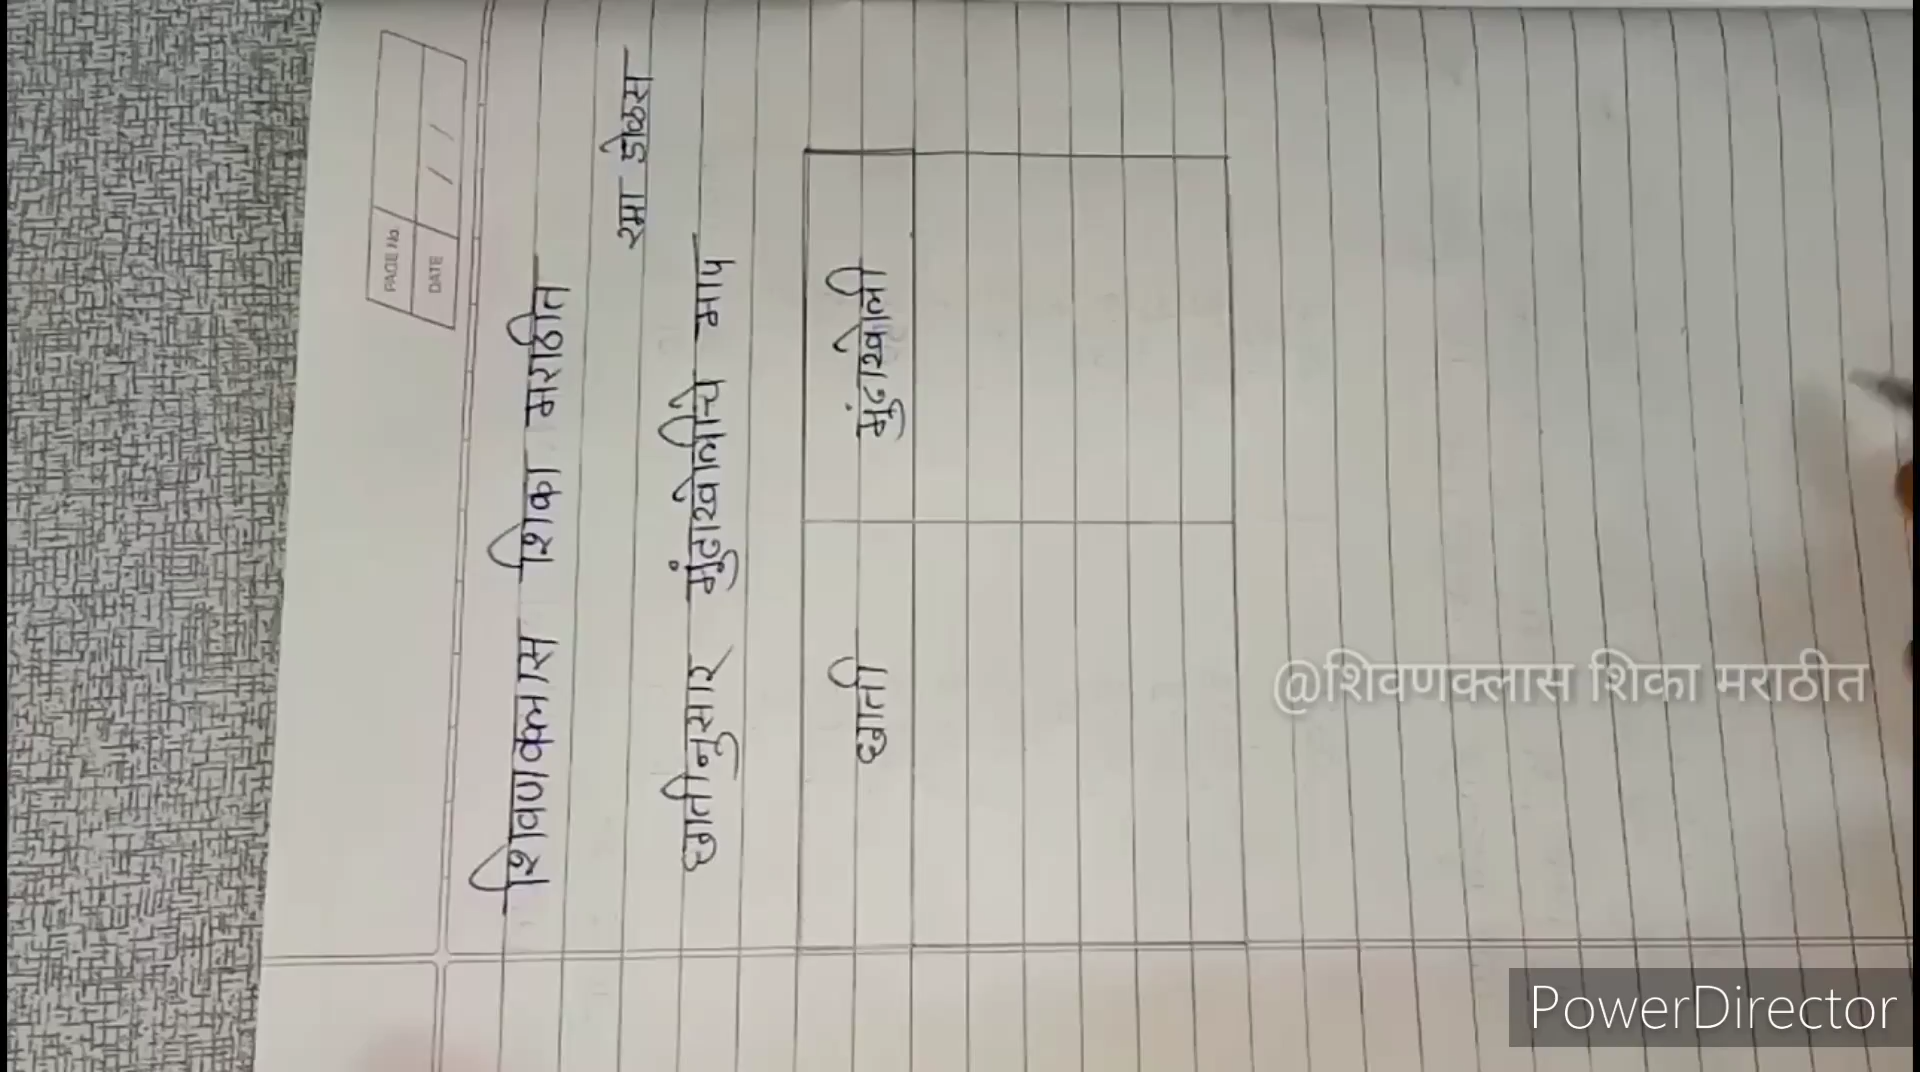 PAGE No.
DATE / /
शिवणक्लास शिका मराठीत
रमा डोळस
छातीनुसार मुंढाखोलीचे माप
छाती मुंढाखोली
@शिवणक्लास शिका मराठीत
PowerDirector